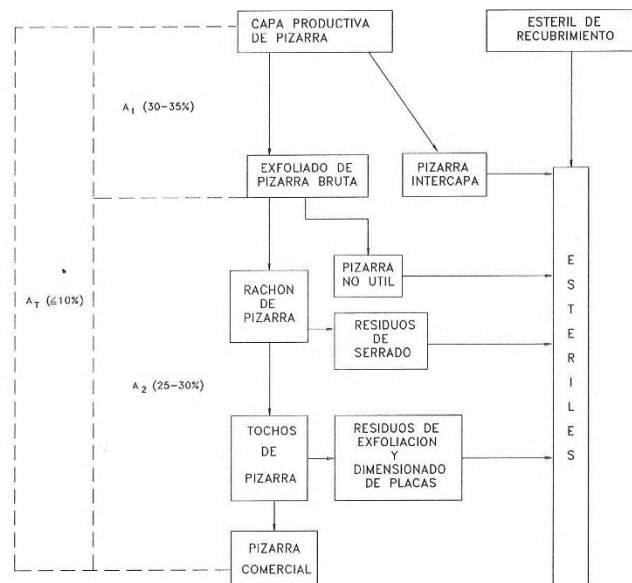 CAPA PRODUCTIVA
DE PIZARRA
ESTERIL DE
RECUBRIMIENTO
A1 (30-35%)
EXFOLIADO DE
PIZARRA BRUTA
PIZARRA
INTERCAPA
PIZARRA
NO UTIL
RACHON
DE
PIZARRA
AT (≦10%)
RESIDUOS
DE
SERRADO
A2 (25-30%)
TOCHOS
DE
PIZARRA
RESIDUOS DE
EXFOLIACION
Y
DIMENSIONADO
DE PLACAS
PIZARRA
COMERCIAL
ESTERILES